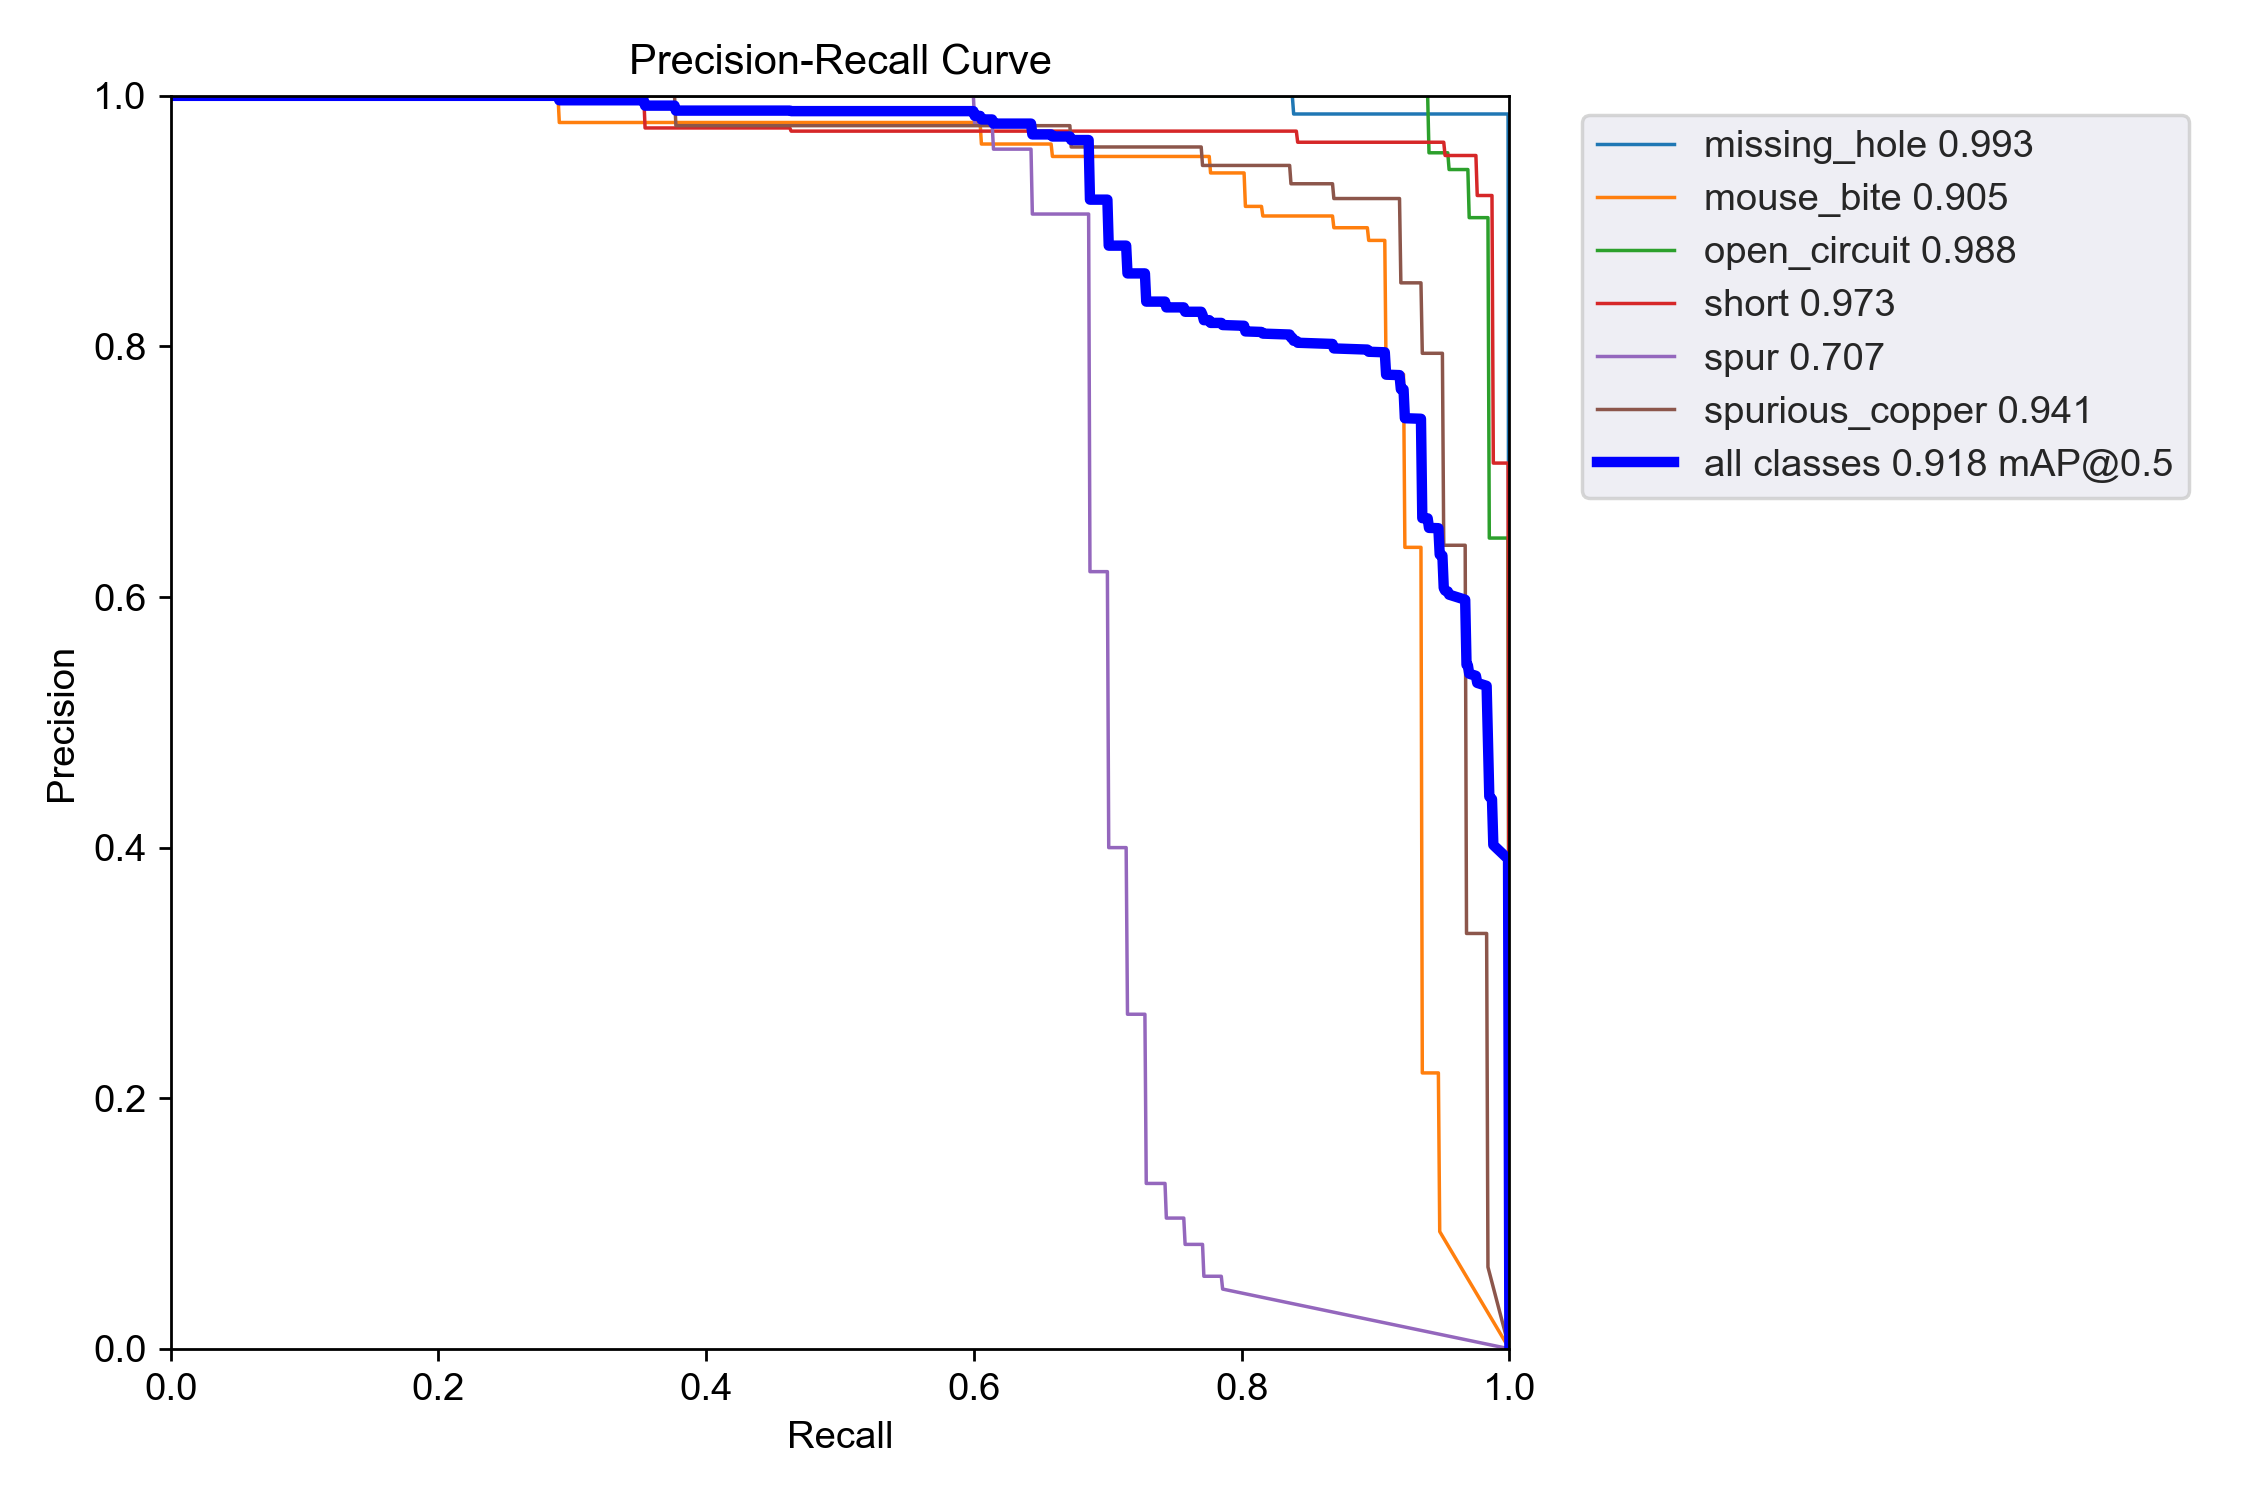 Precision-Recall Curve
1.0
0.8
0.6
0.4
0.2
0.0
Precision
0.0 0.2 0.4 0.6 0.8 1.0
Recall
missing_hole 0.993
mouse_bite 0.905
open_circuit 0.988
short 0.973
spur 0.707
spurious_copper 0.941
all classes 0.918 mAP@0.5